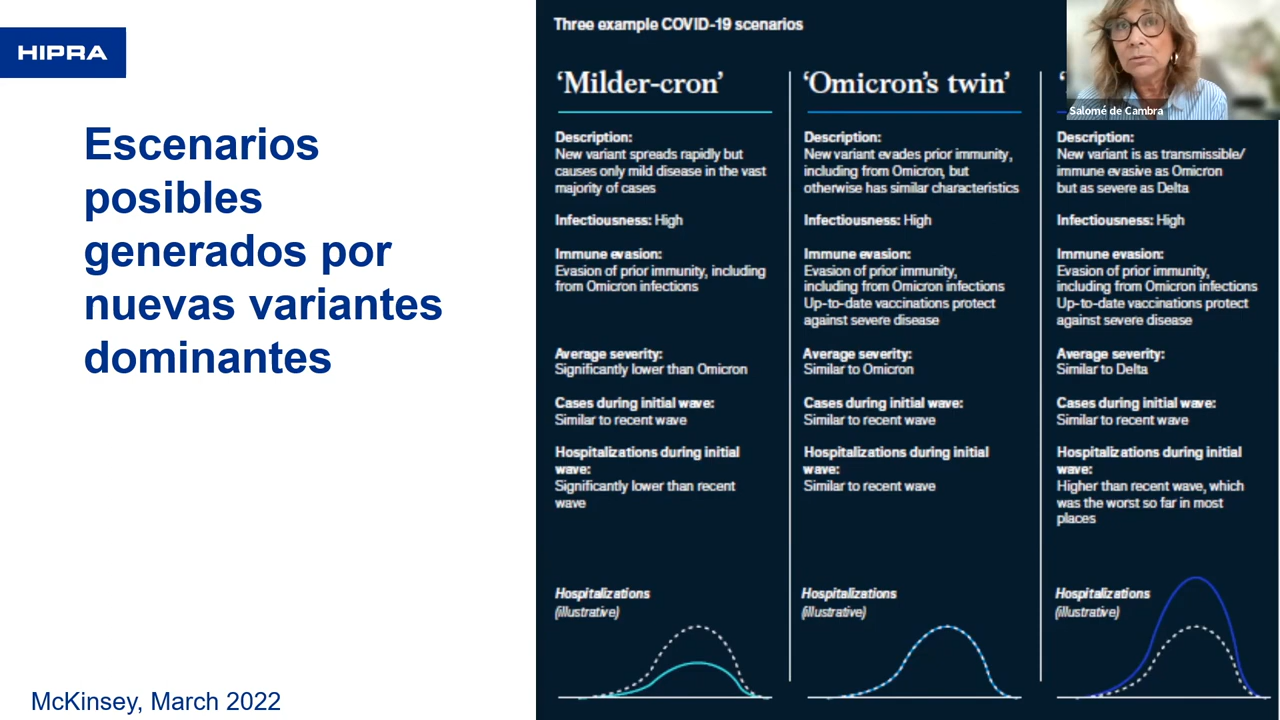 HIPRA
Escenarios
posibles
generados por
nuevas variantes
dominantes
McKinsey, March 2022
Three example COVID-19 scenarios
‘Milder-cron’
Description:
New variant spreads rapidly but
causes only mild disease in the vast
majority of cases
Infectiousness: High
Immune evasion:
Evasion of prior immunity, including
from Omicron infections
Average severity:
Significantly lower than Omicron
Cases during initial wave:
Similar to recent wave
Hospitalizations during initial
wave:
Significantly lower than recent
wave
Hospitalizations
(illustrative)
‘Omicron’s twin’
Description:
New variant evades prior immunity,
including from Omicron, but
otherwise has similar characteristics
Infectiousness: High
Immune evasion:
Evasion of prior immunity,
including from Omicron infections
Up-to-date vaccinations protect
against severe disease
Average severity:
Similar to Omicron
Cases during initial wave:
Similar to recent wave
Hospitalizations during initial
wave:
Similar to recent wave
Hospitalizations
(illustrative)
Salomé de Cambra
Description:
New variant is as transmissible/
immune evasive as Omicron
but as severe as Delta
Infectiousness: High
Immune evasion:
Evasion of prior immunity,
including from Omicron infections
Up-to-date vaccinations protect
against severe disease
Average severity:
Similar to Delta
Cases during initial wave:
Similar to recent wave
Hospitalizations during initial
wave:
Higher than recent wave, which
was the worst so far in most
places
Hospitalizations
(illustrative)